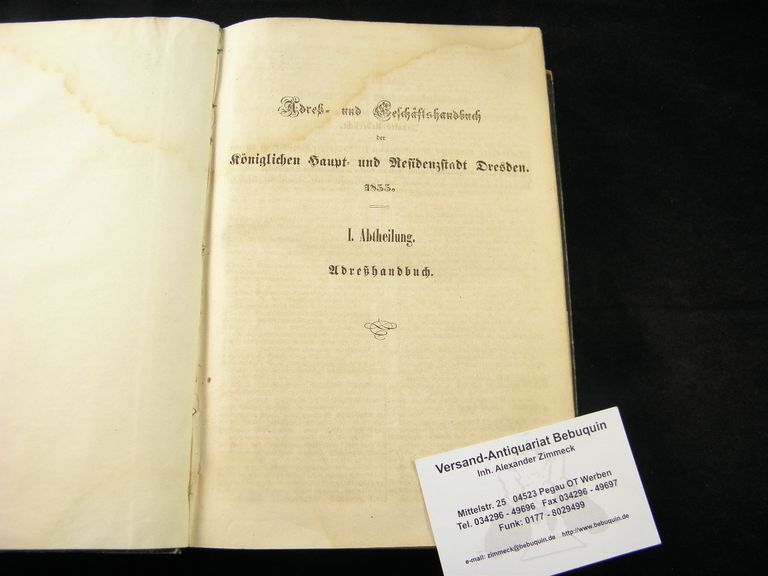 Adreß- und Geschäftshandbuch
der
Königlichen Haupt- und Residenzstadt Dresden.
1855.
I. Abtheilung.
Adreßhandbuch.
Versand-Antiquariat Bebuquin
Inh. Alexander Zimmeck
Mittelstr. 25 04523 Pegau OT Werben
Tel. 034296 - 49696 Fax 034296 - 49697
Funk: 0177 - 8029499
e-mail: zimmeck@bebuquin.de http://www.bebuquin.de